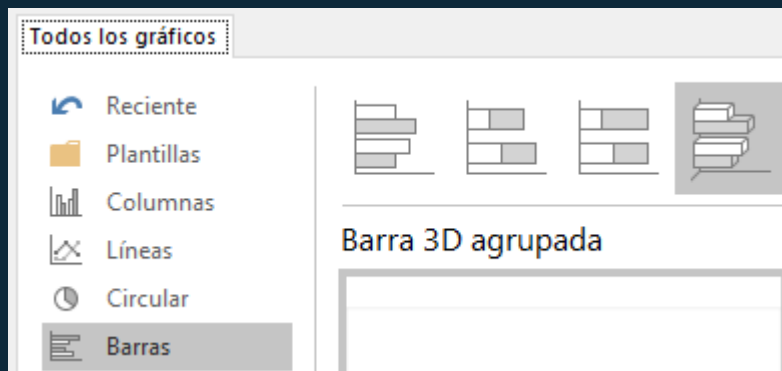 Todos los gráficos
Reciente
Plantillas
Columnas
Líneas
Circular
Barras
Barra 3D agrupada